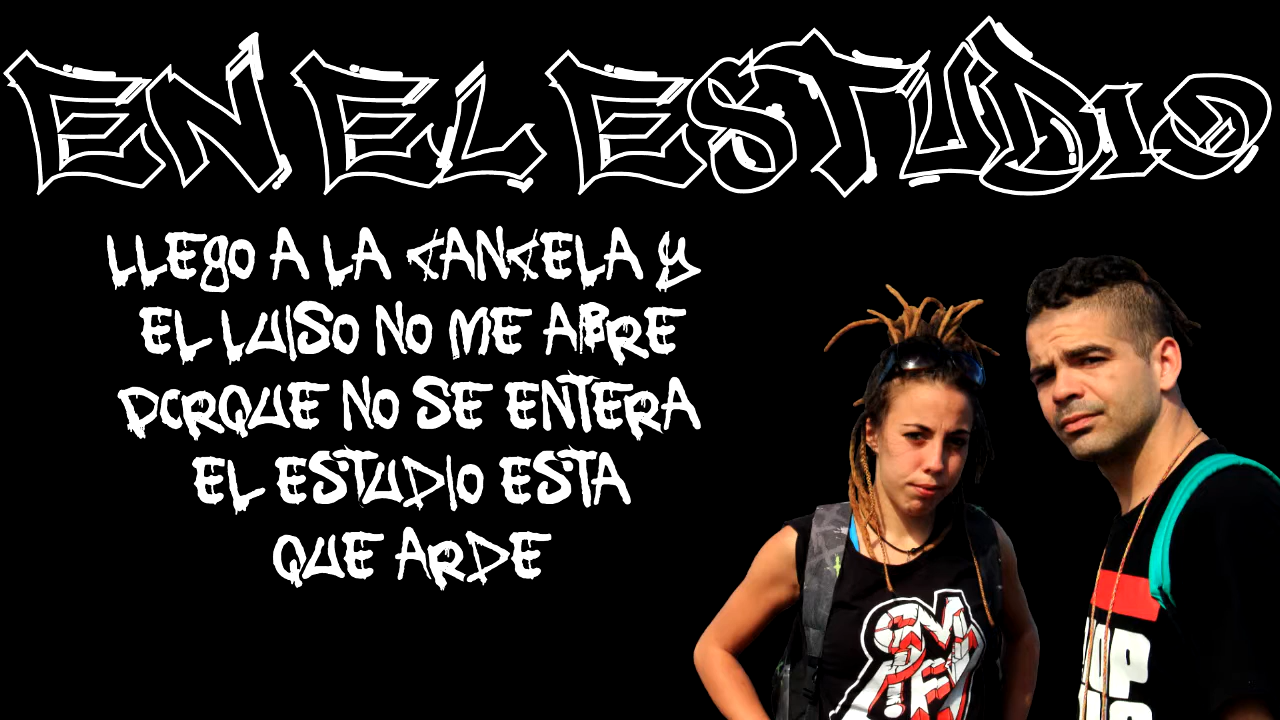 EN EL ESTUDIO
LLEGO A LA CANCELA Y
EL LUISO NO ME ABRE
PORQUE NO SE ENTERA
EL ESTUDIO ESTA
QUE ARDE